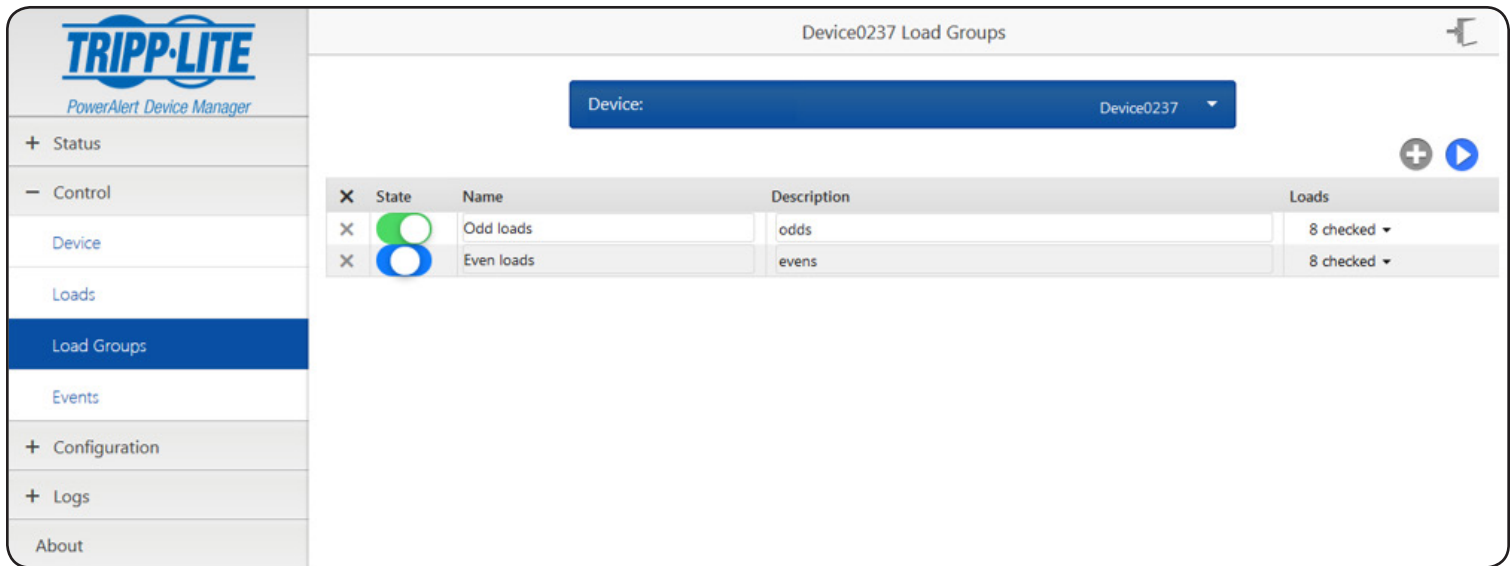 TRIPP·LITE
PowerAlert Device Manager
Device0237 Load Groups
Device: Device0237
+ Status
− Control
Device
Loads
Load Groups
Events
+ Configuration
+ Logs
About
State Name Description Loads
Odd loads odds 8 checked
Even loads evens 8 checked